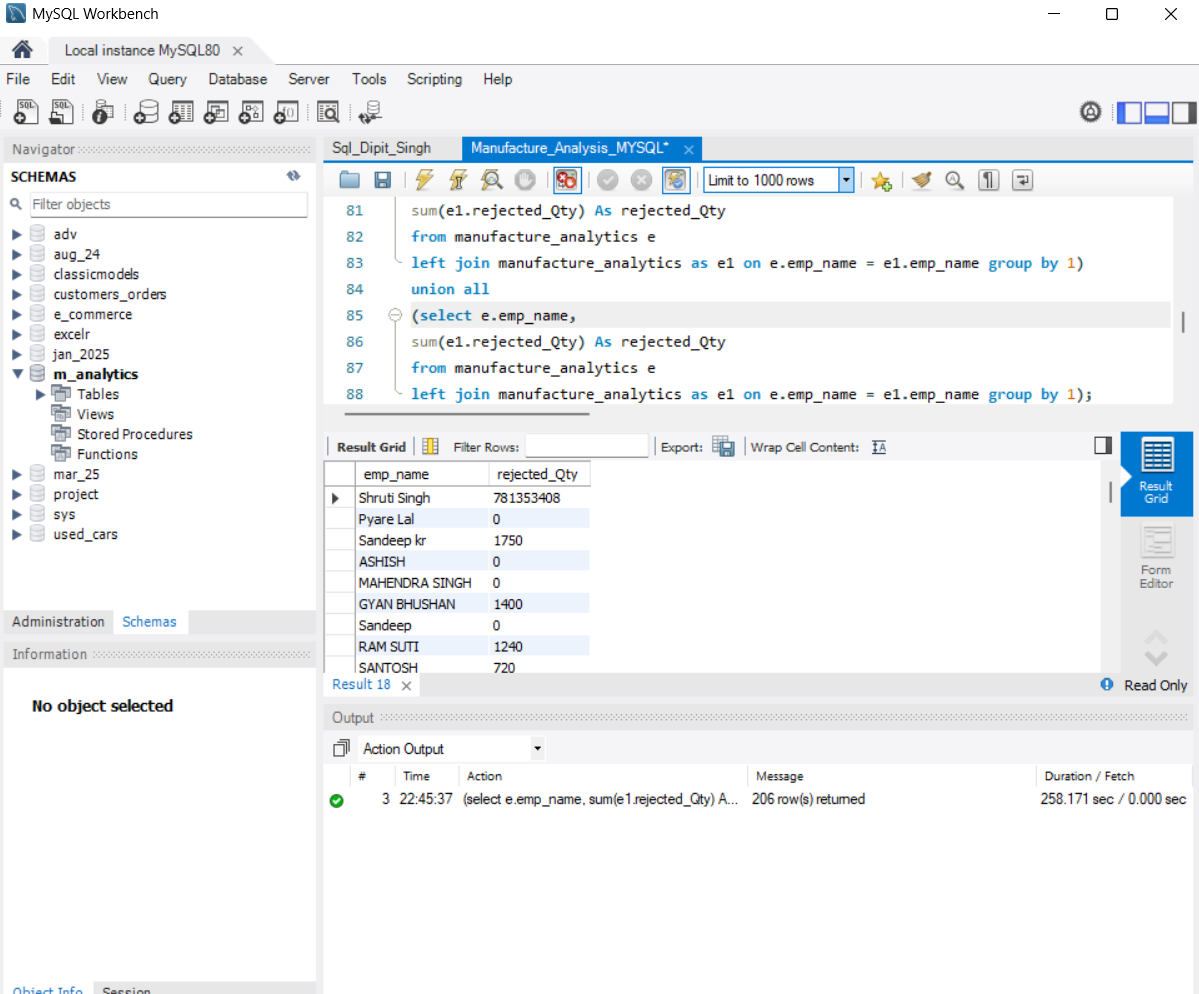 MySQL Workbench
Local instance MySQL80
File Edit View Query Database Server Tools Scripting Help
Navigator
SCHEMAS
Filter objects
adv
aug_24
classicmodels
customers_orders
e_commerce
excelr
jan_2025
m_analytics
Tables
Views
Stored Procedures
Functions
mar_25
project
sys
used_cars
Administration Schemas
Information
No object selected
Object Info Session
Sql_Dipit_Singh Manufacture_Analysis_MYSQL*
Limit to 1000 rows
81 sum(e1.rejected_Qty) As rejected_Qty
82 from manufacture_analytics e
83 left join manufacture_analytics as e1 on e.emp_name = e1.emp_name group by 1)
84 union all
85 (select e.emp_name,
86 sum(e1.rejected_Qty) As rejected_Qty
87 from manufacture_analytics e
88 left join manufacture_analytics as e1 on e.emp_name = e1.emp_name group by 1);
Result Grid Filter Rows: Export: Wrap Cell Content:
emp_name rejected_Qty
Shruti Singh 781353408
Pyare Lal 0
Sandeep kr 1750
ASHISH 0
MAHENDRA SINGH 0
GYAN BHUSHAN 1400
Sandeep 0
RAM SUTI 1240
SANTOSH 720
Result
Grid
Form
Editor
Result 18
Read Only
Output
Action Output
# Time Action Message Duration / Fetch
3 22:45:37 (select e.emp_name, sum(e1.rejected_Qty) A... 206 row(s) returned 258.171 sec / 0.000 sec